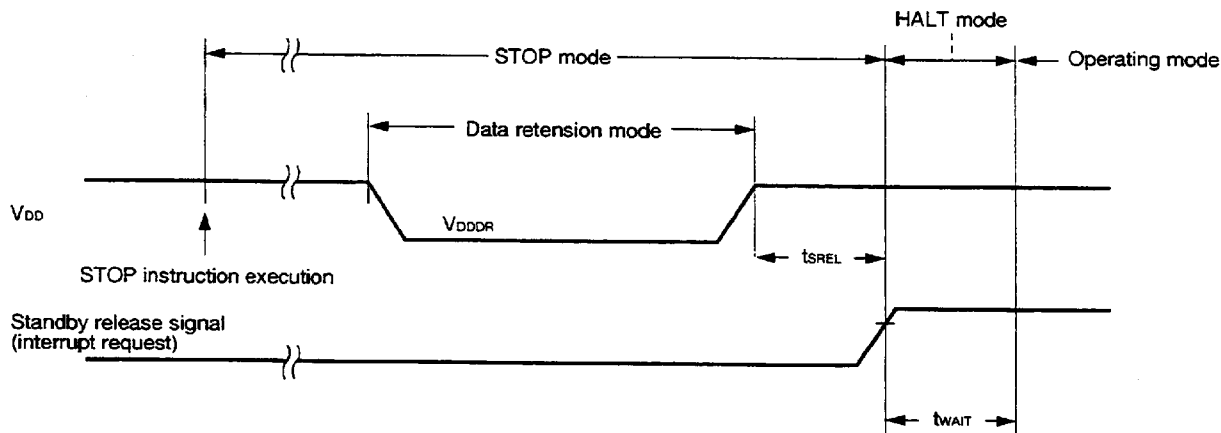 HALT mode
STOP mode
Operating mode
Data retension mode
VDD
VDDDR
tSREL
STOP instruction execution
Standby release signal
(interrupt request)
tWAIT